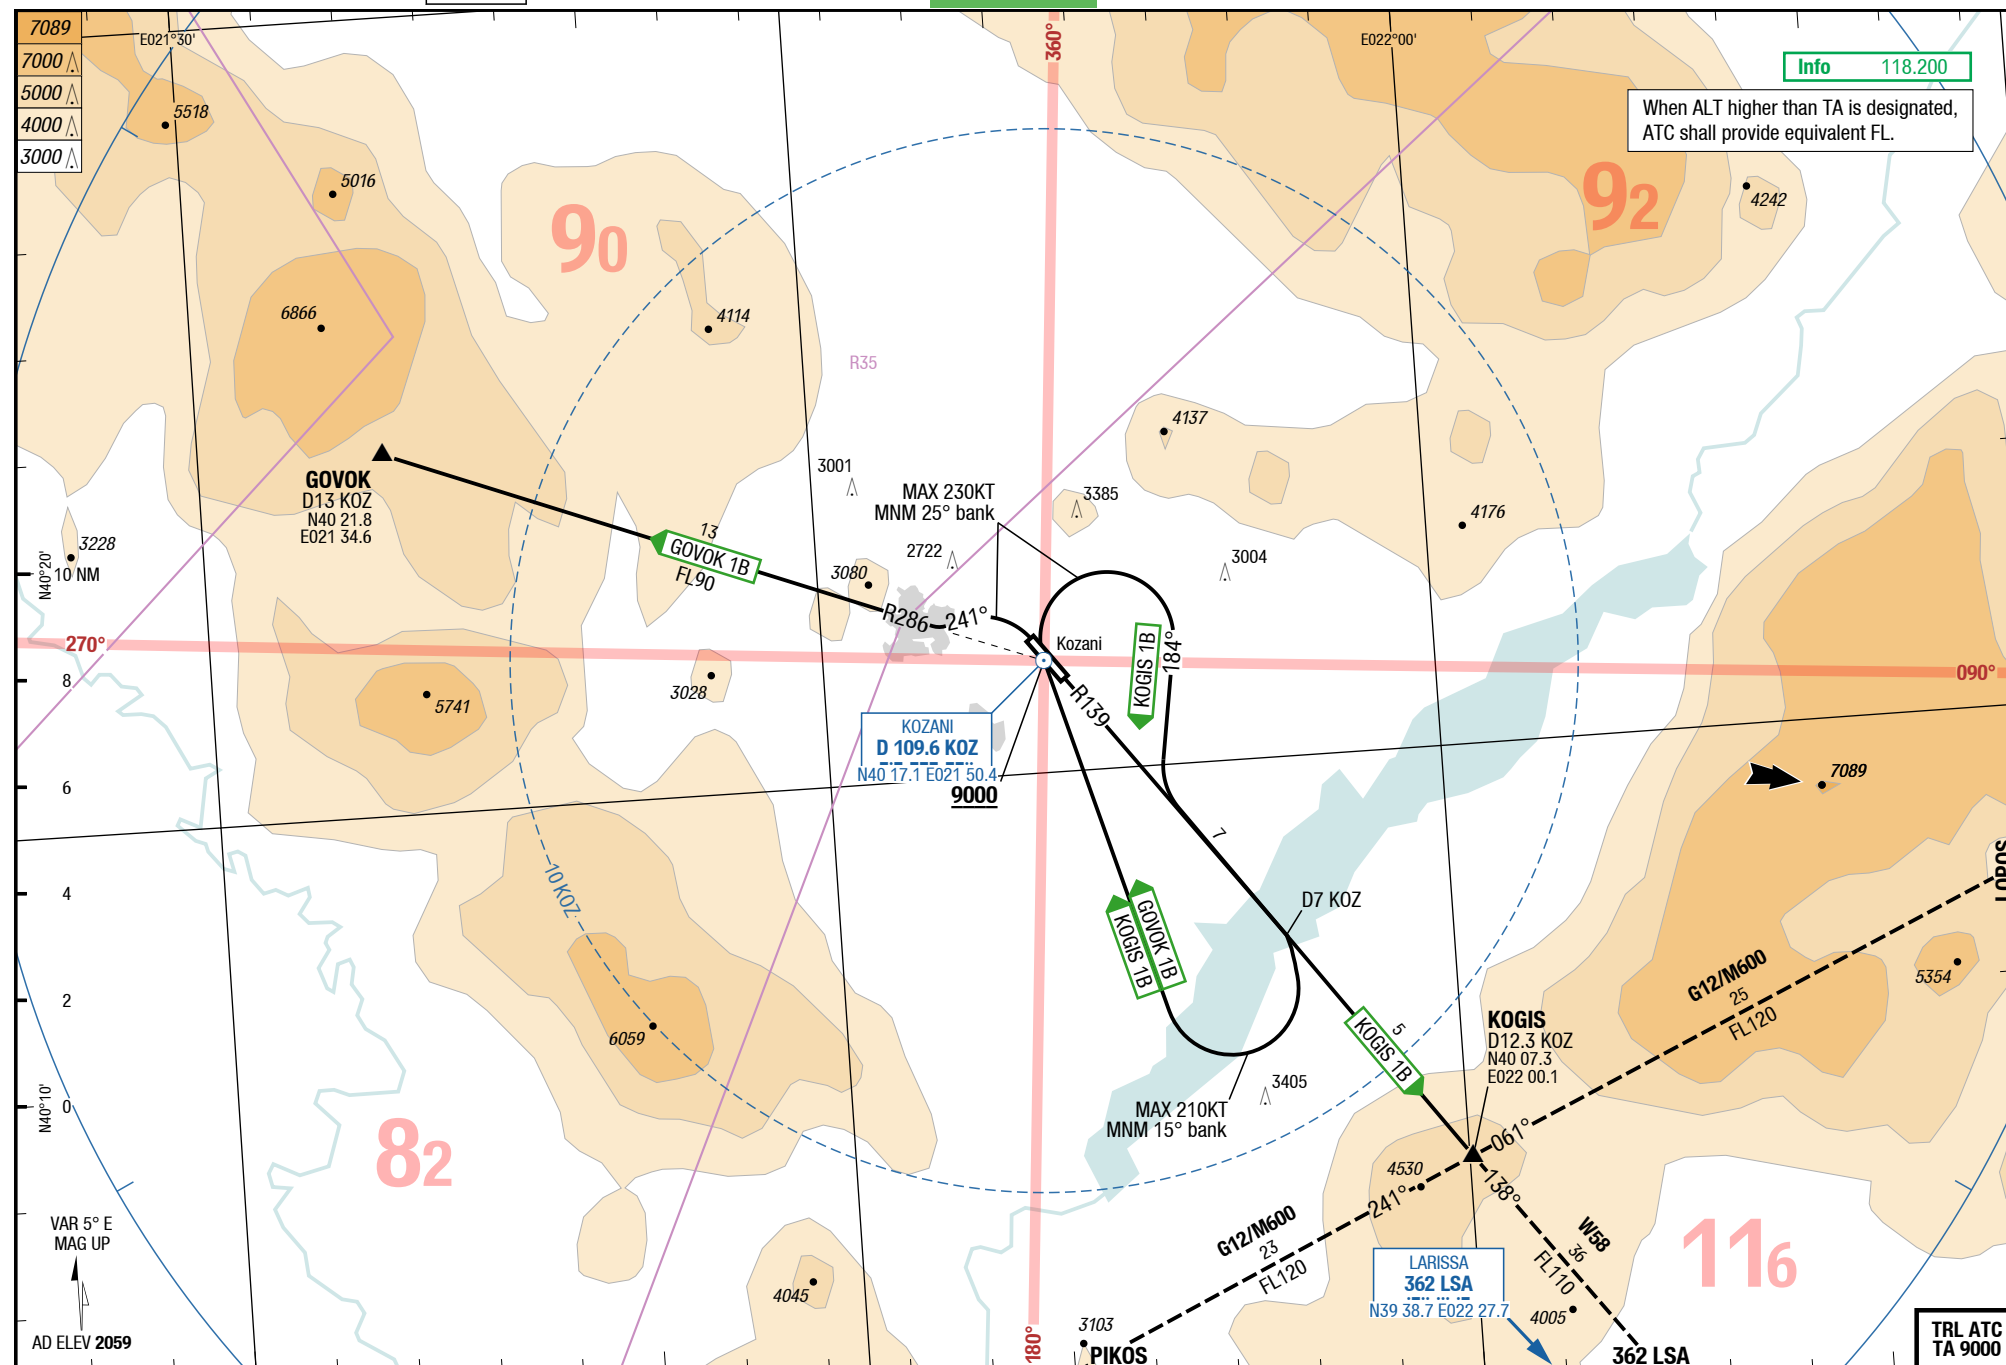 7089
7000
5000
4000
3000
E021°30'
5518
5016
90
6866
4114
R35
360°
E022°00'
Info 118.200
When ALT higher than TA is designated,
ATC shall provide equivalent FL.
92
4242
4137
4176
3001
MAX 230KT
MNM 25° bank
3385
2722
3004
3080
GOVOK
D13 KOZ
N40 21.8
E021 34.6
13
GOVOK 1B
FL90
R286
241°
3228
N40°20'
10 NM
8
6
4
2
0
N40°10'
270°
090°
Kozani
KOGIS 1B
184°
R139
3028
5741
KOZANI
D 109.6 KOZ
N40 17.1 E021 50.4
9000
7089
7
10 KOZ
D7 KOZ
GOVOK 1B
KOGIS 1B
LOPOS
G12/M600
25
FL120
5354
6059
5
KOGIS 1B
KOGIS
D12.3 KOZ
N40 07.3
E022 00.1
3405
MAX 210KT
MNM 15° bank
061°
4530
241°
138°
82
G12/M600
23
FL120
W58
36
FL110
116
LARISSA
362 LSA
N39 38.7 E022 27.7
4005
4045
3103
PIKOS
180°
362 LSA
VAR 5° E
MAG UP
AD ELEV 2059
TRL ATC
TA 9000